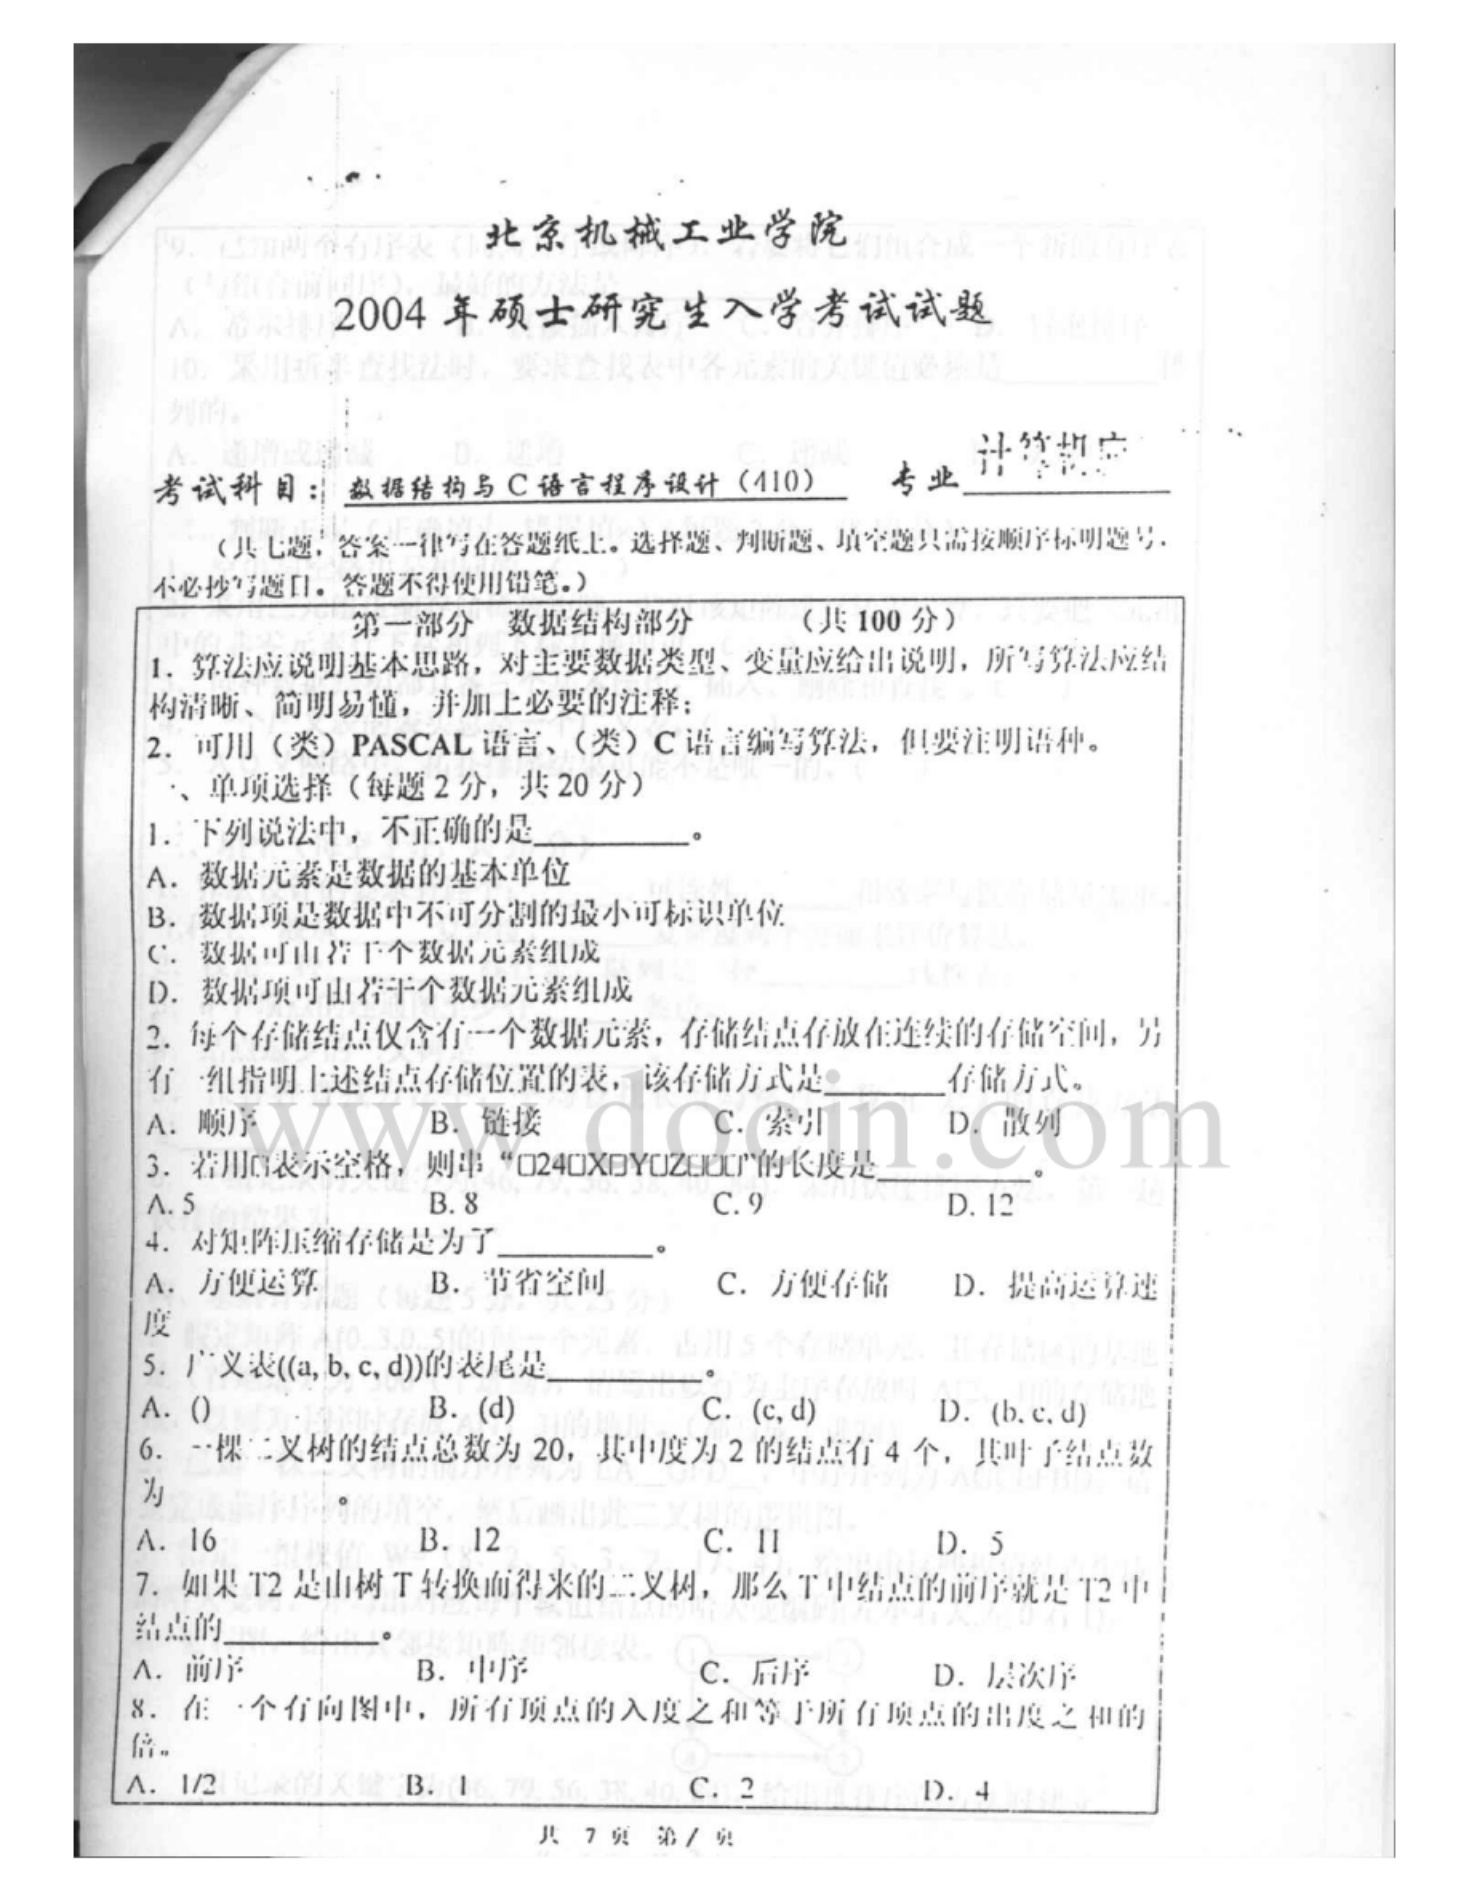 北京机械工业学院
2004 年硕士研究生入学考试试题
考试科目: 数据结构与 C 语言程序设计（410） 专业 计算机应
（共七题，答案一律写在答题纸上。选择题、判断题、填空题只需按顺序标明题号，
不必抄写题目。答题不得使用铅笔。）
第一部分 数据结构部分 （共 100 分）
1．算法应说明基本思路，对主要数据类型、变量应给出说明，所写算法应结
构清晰、简明易懂，并加上必要的注释；
2．可用（类）PASCAL 语言、（类）C 语言编写算法，但要注明语种。
一、单项选择（每题 2 分，共 20 分）
1．下列说法中，不正确的是________。
A．数据元素是数据的基本单位
B．数据项是数据中不可分割的最小可标识单位
C．数据可由若干个数据元素组成
D．数据项可由若干个数据元素组成
2．每个存储结点仅含有一个数据元素，存储结点存放在连续的存储空间，另
有一组指明上述结点存储位置的表，该存储方式是______存储方式。
A．顺序 B．链接 C．索引 D．散列
3．若用□表示空格，则串“□24□X□Y□Z□□□”的长度是________。
A. 5 B. 8 C. 9 D. 12
4．对矩阵压缩存储是为了________。
A．方便运算 B．节省空间 C．方便存储 D．提高运算速
度
5．广义表((a, b, c, d))的表尾是________。
A．() B．(d) C．(c, d) D．(b, c, d)
6．一棵二叉树的结点总数为 20，其中度为 2 的结点有 4 个，其叶子结点数
为________。
A．16 B．12 C．11 D．5
7．如果 T2 是由树 T 转换而得来的二叉树，那么 T 中结点的前序就是 T2 中
结点的________。
A．前序 B．中序 C．后序 D．层次序
8．在一个有向图中，所有顶点的入度之和等于所有顶点的出度之和的
倍。
A．1/2 B．1 C．2 D．4
共 7 页 第 1 页
www.docin.com